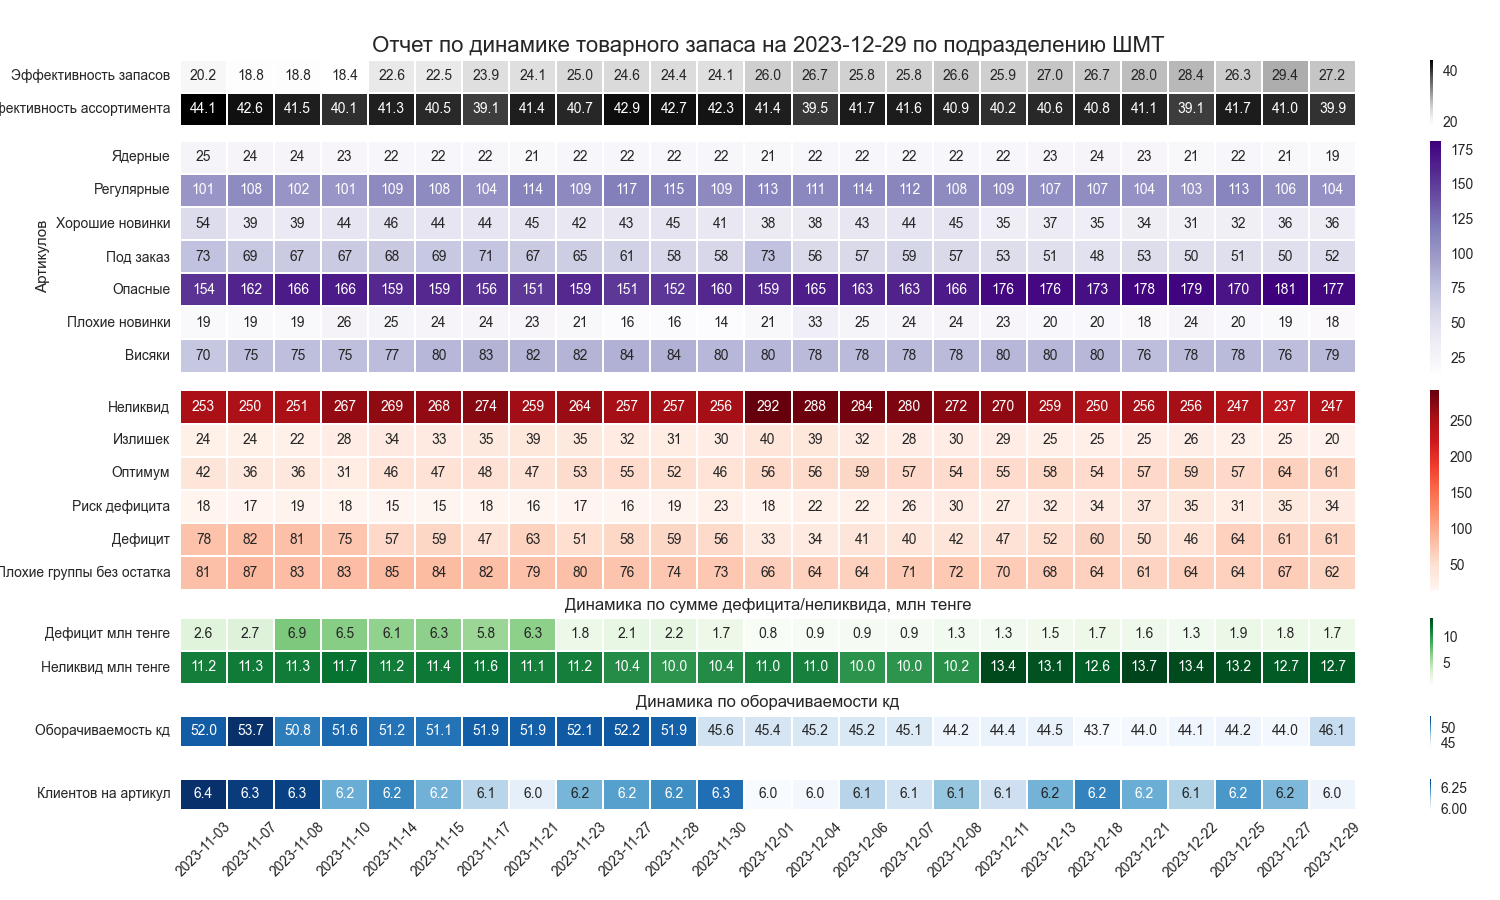 Отчет по динамике товарного запаса на 2023-12-29 по подразделению ШМТ
Эффективность запасов 20.2 18.8 18.8 18.4 22.6 22.5 23.9 24.1 25.0 24.6 24.4 24.1 26.0 26.7 25.8 25.8 26.6 25.9 27.0 26.7 28.0 28.4 26.3 29.4 27.2
фективность ассортимента 44.1 42.6 41.5 40.1 41.3 40.5 39.1 41.4 40.7 42.9 42.7 42.3 41.4 39.5 41.7 41.6 40.9 40.2 40.6 40.8 41.1 39.1 41.7 41.0 39.9
40
20
Артикулов
Ядерные 25 24 24 23 22 22 22 21 22 22 22 22 21 22 22 22 22 22 23 24 23 21 22 21 19
Регулярные 101 108 102 101 109 108 104 114 109 117 115 109 113 111 114 112 108 109 107 107 104 103 113 106 104
Хорошие новинки 54 39 39 44 46 44 44 45 42 43 45 41 38 38 43 44 45 35 37 35 34 31 32 36 36
Под заказ 73 69 67 67 68 69 71 67 65 61 58 58 73 56 57 59 57 53 51 48 53 50 51 50 52
Опасные 154 162 166 166 159 159 156 151 159 151 152 160 159 165 163 163 166 176 176 173 178 179 170 181 177
Плохие новинки 19 19 19 26 25 24 24 23 21 16 16 14 21 33 25 24 24 23 20 20 18 24 20 19 18
Висяки 70 75 75 75 77 80 83 82 82 84 84 80 80 78 78 78 78 80 80 80 76 78 78 76 79
175
150
125
100
75
50
25
Неликвид 253 250 251 267 269 268 274 259 264 257 257 256 292 288 284 280 272 270 259 250 256 256 247 237 247
Излишек 24 24 22 28 34 33 35 39 35 32 31 30 40 39 32 28 30 29 25 25 25 26 23 25 20
Оптимум 42 36 36 31 46 47 48 47 53 55 52 46 56 56 59 57 54 55 58 54 57 59 57 64 61
Риск дефицита 18 17 19 18 15 15 18 16 17 16 19 23 18 22 22 26 30 27 32 34 37 35 31 35 34
Дефицит 78 82 81 75 57 59 47 63 51 58 59 56 33 34 41 40 42 47 52 60 50 46 64 61 61
Плохие группы без остатка 81 87 83 83 85 84 82 79 80 76 74 73 66 64 64 71 72 70 68 64 61 64 64 67 62
250
200
150
100
50
Динамика по сумме дефицита/неликвида, млн тенге
Дефицит млн тенге 2.6 2.7 6.9 6.5 6.1 6.3 5.8 6.3 1.8 2.1 2.2 1.7 0.8 0.9 0.9 0.9 1.3 1.3 1.5 1.7 1.6 1.3 1.9 1.8 1.7
Неликвид млн тенге 11.2 11.3 11.3 11.7 11.2 11.4 11.6 11.1 11.2 10.4 10.0 10.4 11.0 11.0 10.0 10.0 10.2 13.4 13.1 12.6 13.7 13.4 13.2 12.7 12.7
10
5
Динамика по оборачиваемости кд
Оборачиваемость кд 52.0 53.7 50.8 51.6 51.2 51.1 51.9 51.9 52.1 52.2 51.9 45.6 45.4 45.2 45.2 45.1 44.2 44.4 44.5 43.7 44.0 44.1 44.2 44.0 46.1
50
45
Клиентов на артикул 6.4 6.3 6.3 6.2 6.2 6.2 6.1 6.0 6.2 6.2 6.2 6.3 6.0 6.0 6.1 6.1 6.1 6.1 6.2 6.2 6.2 6.1 6.2 6.2 6.0
6.25
6.00
2023-11-03 2023-11-07 2023-11-08 2023-11-10 2023-11-14 2023-11-15 2023-11-17 2023-11-21 2023-11-23 2023-11-27 2023-11-28 2023-11-30 2023-12-01 2023-12-04 2023-12-06 2023-12-07 2023-12-08 2023-12-11 2023-12-13 2023-12-18 2023-12-21 2023-12-22 2023-12-25 2023-12-27 2023-12-29